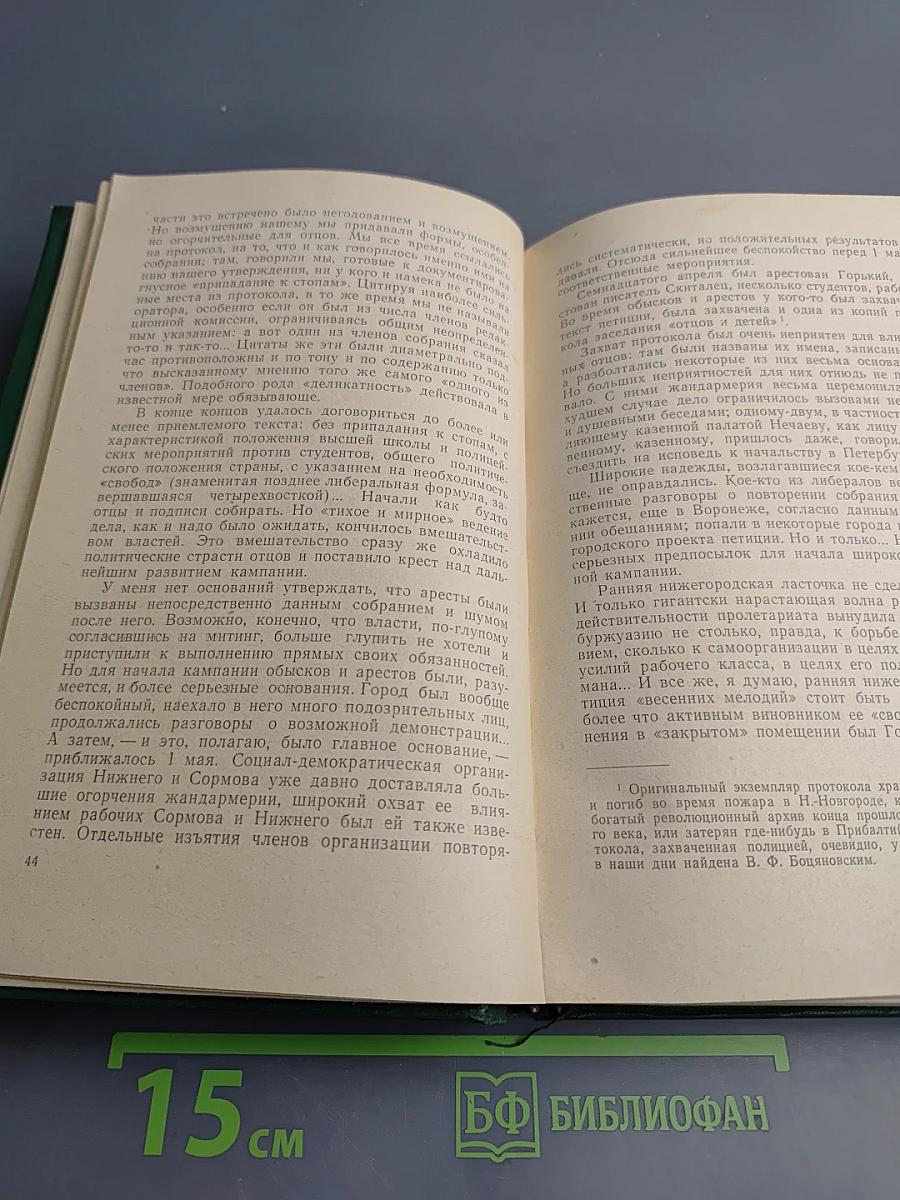 части это встречено было негодованием и возмущением.
Но возмущению нашему мы придавали формы, особен-
но огорчительные для отцов. Мы все время ссылались
на протокол, на то, что и как говорилось именно ими на
собрании; там, говорили мы, готовые к документирова-
нию нашего утверждения, ни у кого и намека не было на
гнусное «припадание к стопам». Цитируя наиболее силь-
ные места из протокола, в то же время мы не называли
оратора, особенно если он был из числа членов редак-
ционной комиссии, ограничиваясь общим неопределен-
ным указанием: а вот один из членов собрания сказал
то-то и так-то... Цитаты же эти были диаметрально под-
час противоположны и по тону и по содержанию только
что высказанному мнению того же самого «одного из
членов». Подобного рода «деликатность» действовала в
известной мере обязывающе.
В конце концов удалось договориться до более или
менее приемлемого текста: без припадания к стопам, с
характеристикой положения высшей школы и полицей-
ских мероприятий против студентов, общего политиче-
ского положения страны, с указанием на необходимость
«свобод» (знаменитая позднее либеральная формула, за-
вершавшаяся четыреххвосткой)... Начали как будто
отцы и подписи собирать. Но «тихое и мирное» ведение
дела, как и надо было ожидать, кончилось вмешательст-
вом властей. Это вмешательство сразу же охладило
политические страсти отцов и поставило крест над даль-
нейшим развитием кампании.
У меня нет оснований утверждать, что аресты были
вызваны непосредственно данным собранием и шумом
после него. Возможно, конечно, что власти, по-глупому
согласившись на митинг, больше глупить не хотели и
приступили к выполнению прямых своих обязанностей.
Но для начала кампании обысков и арестов были, разу-
меется, и более серьезные основания. Город был вообще
беспокойный, наехало в него много подозрительных лиц,
продолжались разговоры о возможной демонстрации...
А затем, — и это, полагаю, было главное основание, —
приближалось 1 мая. Социал-демократическая органи-
зация Нижнего и Сормова уже давно доставляла боль-
шие огорчения жандармерии, широкий охват ее влия-
нием рабочих Сормова и Нижнего был ей также изве-
стен. Отдельные изъятия членов организации повторя-
44
лись систематически, но положительных результатов
давали. Отсюда сильнейшее беспокойство перед 1 мая
соответственные мероприятия.
Семнадцатого апреля был арестован Горький,
стован писатель Скиталец, несколько студентов, рабо
Во время обысков и арестов у кого-то был захвач
текст петиции, была захвачена и одна из копий п
кола заседания «отцов и детей» ¹.
Захват протокола был очень неприятен для вли
ных отцов: там были названы их имена, записаны
а разболтались некоторые из них весьма основа
Но больших неприятностей для них отнюдь не п
вало. С ними жандармерия весьма церемонила
худшем случае дело ограничилось вызовами не
и душевными беседами; одному-двум, в частност
ляющему казенной палатой Нечаеву, как лицу
венному, казенному, пришлось даже, говори
съездить на исповедь к начальству в Петербу
Широкие надежды, возлагавшиеся кое-кем
ще, не оправдались. Кое-кто из либералов ве
ственные разговоры о повторении собрания
кажется, еще в Воронеже, согласно данным
нии обещаниям; попали в некоторые города к
городского проекта петиции. Но и только... Н
серьезных предпосылок для начала широко
ной кампании.
Ранняя нижегородская ласточка не сдел
И только гигантски нарастающая волна р
действительности пролетариата вынудила
буржуазию не столько, правда, к борьбе
вием, сколько к самоорганизации в целях
усилий рабочего класса, в целях его пол
мана... И все же, я думаю, ранняя ниже
тиция «весенних мелодий» стоит быть
более что активным виновником ее «сво
нения в «закрытом» помещении был Го
¹ Оригинальный экземпляр протокола хра
и погиб во время пожара в Н.-Новгороде, к
богатый революционный архив конца прошло
го века, или затерян где-нибудь в Прибалтий
токола, захваченная полицией, очевидно, у
в наши дни найдена В. Ф. Боцяновским.
15 см
БФ БИБЛИОФАН